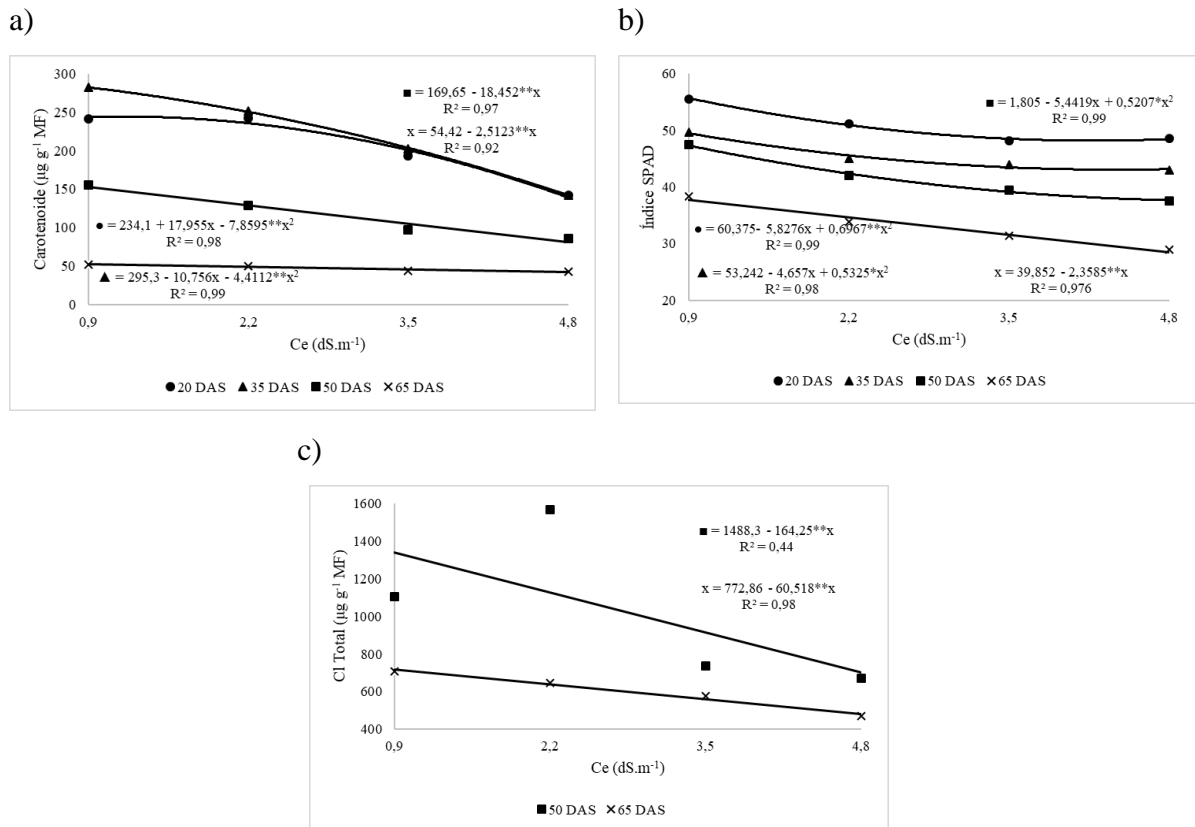 a)
Carotenoide (µg g⁻¹ MF)
300
250
200
150
100
50
0
■ = 169,65 - 18,452**x
R² = 0,97
x = 54,42 - 2,5123**x
R² = 0,92
● = 234,1 + 17,955x - 7,8595**x²
R² = 0,98
▲ = 295,3 - 10,756x - 4,4112**x²
R² = 0,99
0,9 2,2 3,5 4,8
Ce (dS.m⁻¹)
● 20 DAS ▲ 35 DAS ■ 50 DAS × 65 DAS
b)
Índice SPAD
60
50
40
30
20
■ = 1,805 - 5,4419x + 0,5207*x²
R² = 0,99
● = 60,375- 5,8276x + 0,6967**x²
R² = 0,99
▲ = 53,242 - 4,657x + 0,5325*x²
R² = 0,98
x = 39,852 - 2,3585**x
R² = 0,976
0,9 2,2 3,5 4,8
Ce (dS.m⁻¹)
● 20 DAS ▲ 35 DAS ■ 50 DAS × 65 DAS
c)
Cl Total (µg g⁻¹ MF)
1600
1400
1200
1000
800
600
400
■ = 1488,3 - 164,25**x
R² = 0,44
x = 772,86 - 60,518**x
R² = 0,98
0,9 2,2 3,5 4,8
Ce (dS.m⁻¹)
■ 50 DAS × 65 DAS